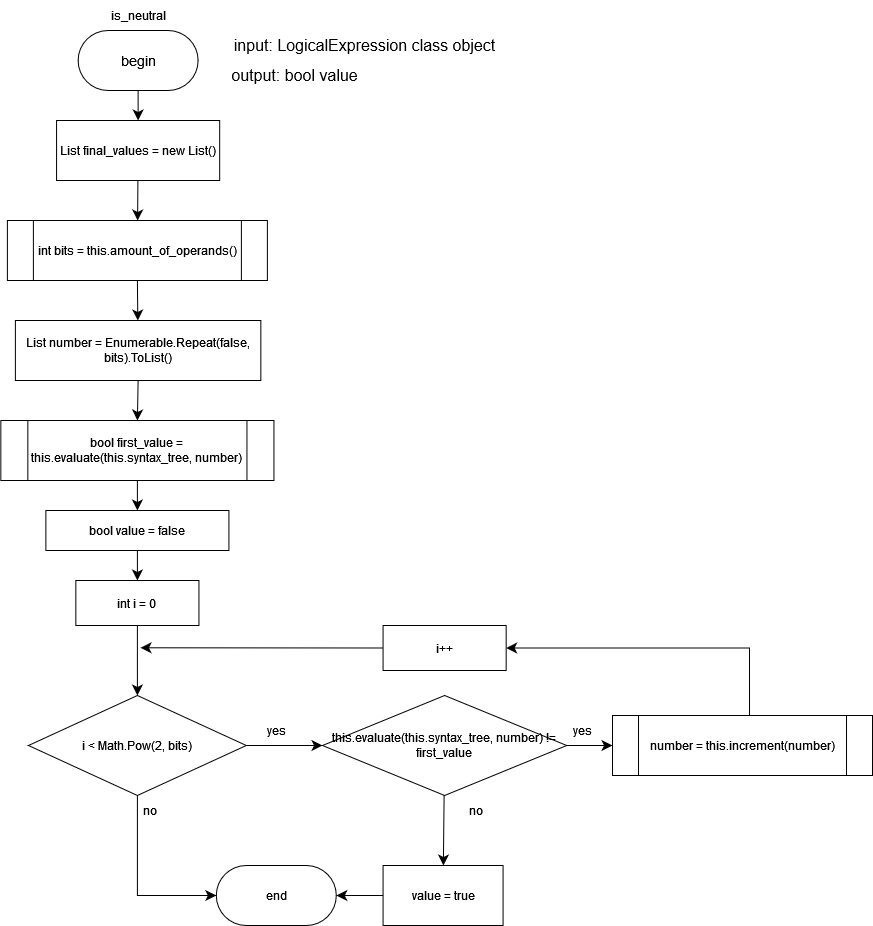 is_neutral
begin
input: LogicalExpression class object
output: bool value
List final_values = new List()
int bits = this.amount_of_operands()
List number = Enumerable.Repeat(false,
bits).ToList()
bool first_value =
this.evaluate(this.syntax_tree, number)
bool value = false
int i = 0
i++
i < Math.Pow(2, bits)
yes
this.evaluate(this.syntax_tree, number) !=
first_value
yes
number = this.increment(number)
no
no
end
value = true